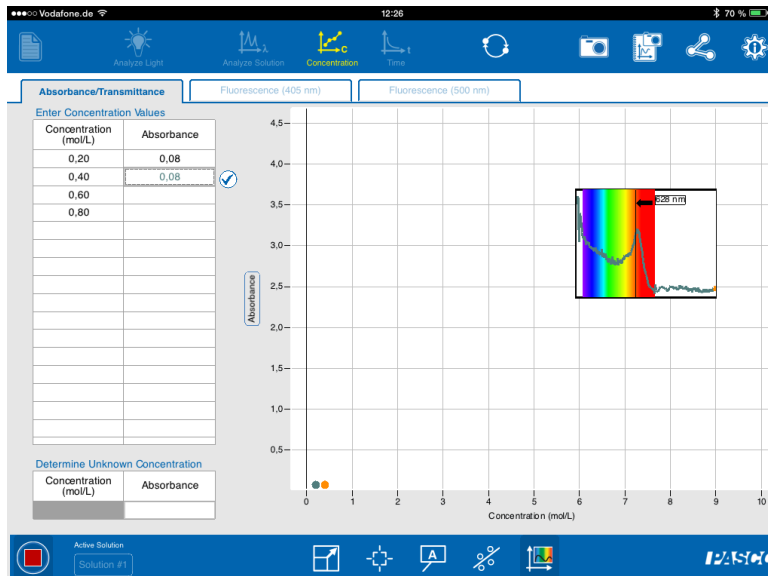 Vodafone.de 12:26 70 %
Analyze Light
Analyze Solution
Concentration
Time
λ
c
t
Absorbance/Transmittance
Fluorescence (405 nm)
Fluorescence (500 nm)
Enter Concentration Values
Concentration (mol/L) Absorbance
0,20 0,08
0,40 0,08
0,60
0,80
Determine Unknown Concentration
Concentration (mol/L) Absorbance
4,5
4,0
3,5
3,0
2,5
2,0
1,5
1,0
0,5
Absorbance
628 nm
0 1 2 3 4 5 6 7 8 9 10
Concentration (mol/L)
Active Solution
Solution #1
A
PASCO